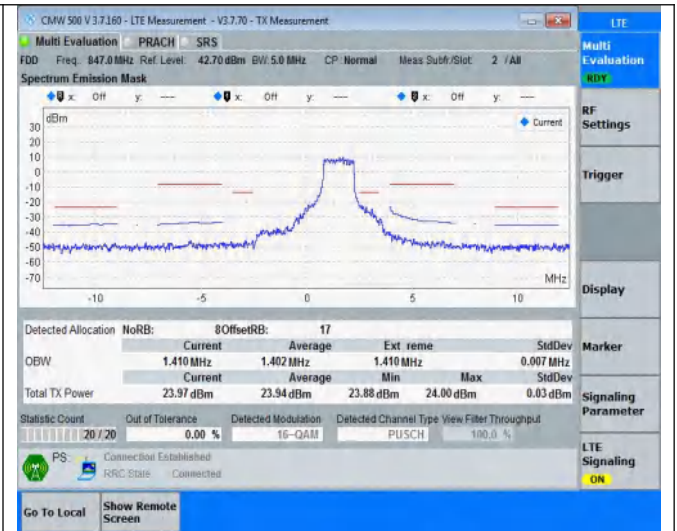 CMW 500 V 3.7.160 - LTE Measurement - V3.7.70 - TX Measurement
LTE
Multi Evaluation PRACH SRS
FDD Freq.: 847.0 MHz Ref. Level: 42.70 dBm BW: 5.0 MHz CP: Normal Meas Subfr./Slot: 2 / All
Spectrum Emission Mask
x: Off y: --- x: Off y: --- x: Off y: ---
dBm
Current
30
20
10
0
-10
-20
-30
-40
-50
-60
-70
MHz
-10 -5 0 5 10
Detected Allocation NoRB: 8 OffsetRB: 17
Current Average Extreme StdDev
OBW 1.410 MHz 1.402 MHz 1.410 MHz 0.007 MHz
Current Average Min Max StdDev
Total TX Power 23.97 dBm 23.94 dBm 23.88 dBm 24.00 dBm 0.03 dBm
Statistic Count Out of Tolerance Detected Modulation Detected Channel Type View Filter Throughput
20 / 20 0.00 % 16-QAM PUSCH 100.0 %
PS: Connection Established
RRC State Connected
Multi
Evaluation
RDY
RF
Settings
Trigger
Display
Marker
Signaling
Parameter
LTE
Signaling
ON
Go To Local
Show Remote
Screen